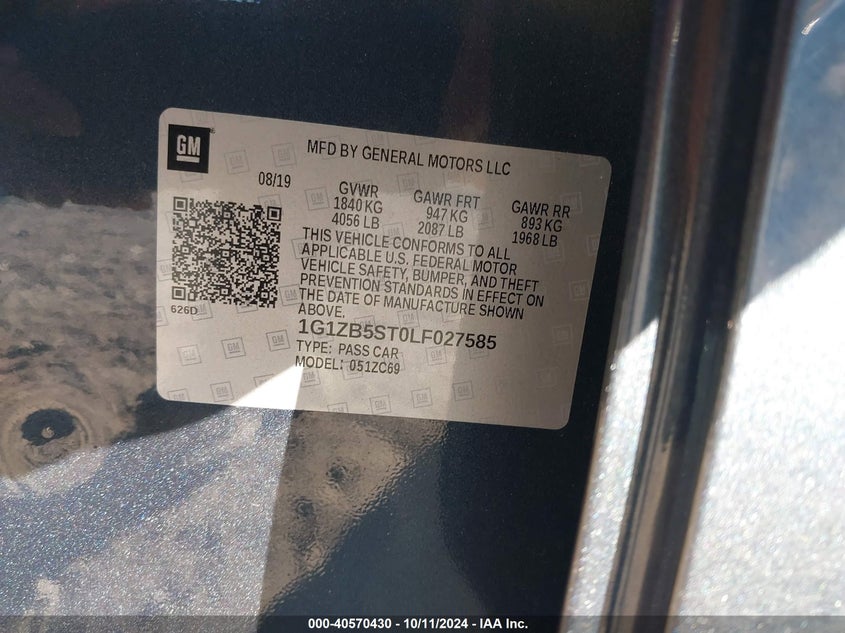 GM
MFD BY GENERAL MOTORS LLC
08/19
GVWR
1840 KG
4056 LB
GAWR FRT
947 KG
2087 LB
GAWR RR
893 KG
1968 LB
THIS VEHICLE CONFORMS TO ALL
APPLICABLE U.S. FEDERAL MOTOR
VEHICLE SAFETY, BUMPER, AND THEFT
PREVENTION STANDARDS IN EFFECT ON
THE DATE OF MANUFACTURE SHOWN
ABOVE.
626D
1G1ZB5ST0LF027585
TYPE: PASS CAR
MODEL: 051ZC69
000-40570430 - 10/11/2024 - IAA Inc.